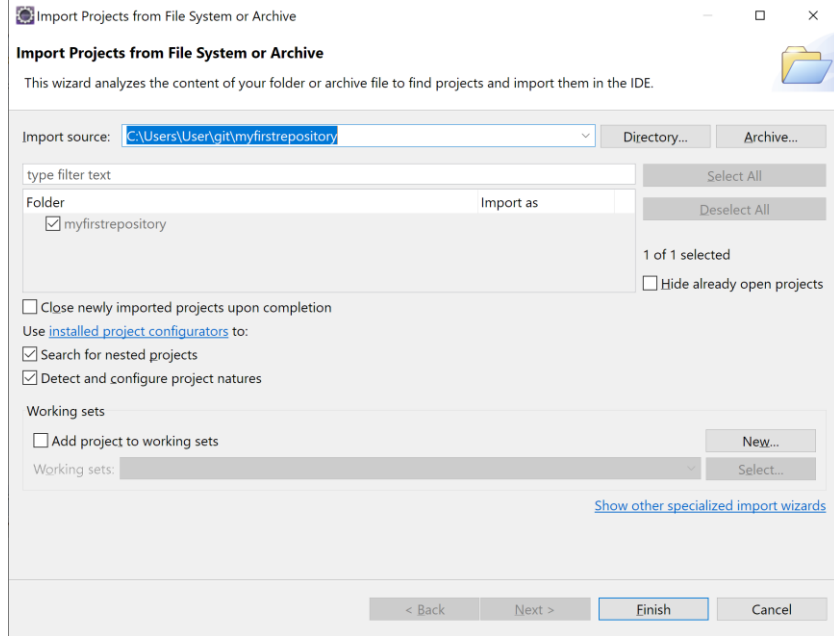 Import Projects from File System or Archive
Import Projects from File System or Archive
This wizard analyzes the content of your folder or archive file to find projects and import them in the IDE.
Import source: C:\Users\User\git\myfirstrepository Directory... Archive...
type filter text Select All
Folder Import as Deselect All
myfirstrepository
1 of 1 selected
Hide already open projects
Close newly imported projects upon completion
Use installed project configurators to:
Search for nested projects
Detect and configure project natures
Working sets
Add project to working sets New...
Working sets: Select...
Show other specialized import wizards
< Back Next > Finish Cancel